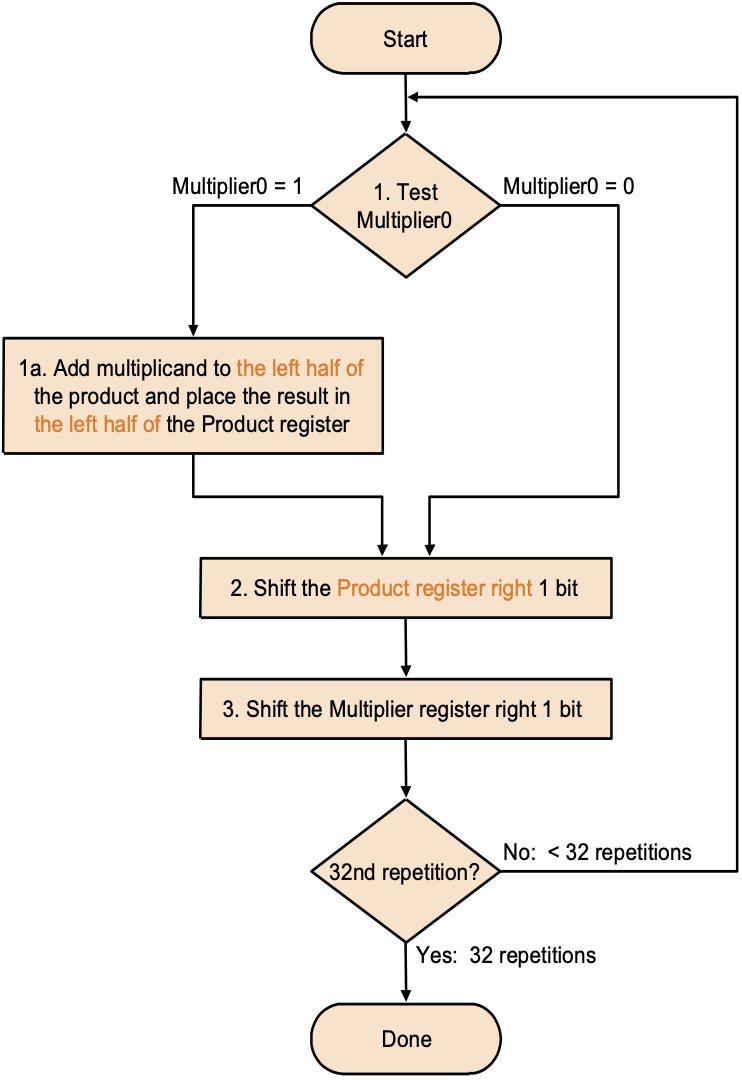 Start
Multiplier0 = 1
1. Test
Multiplier0
Multiplier0 = 0
1a. Add multiplicand to the left half of
the product and place the result in
the left half of the Product register
2. Shift the Product register right 1 bit
3. Shift the Multiplier register right 1 bit
32nd repetition?
No: < 32 repetitions
Yes: 32 repetitions
Done